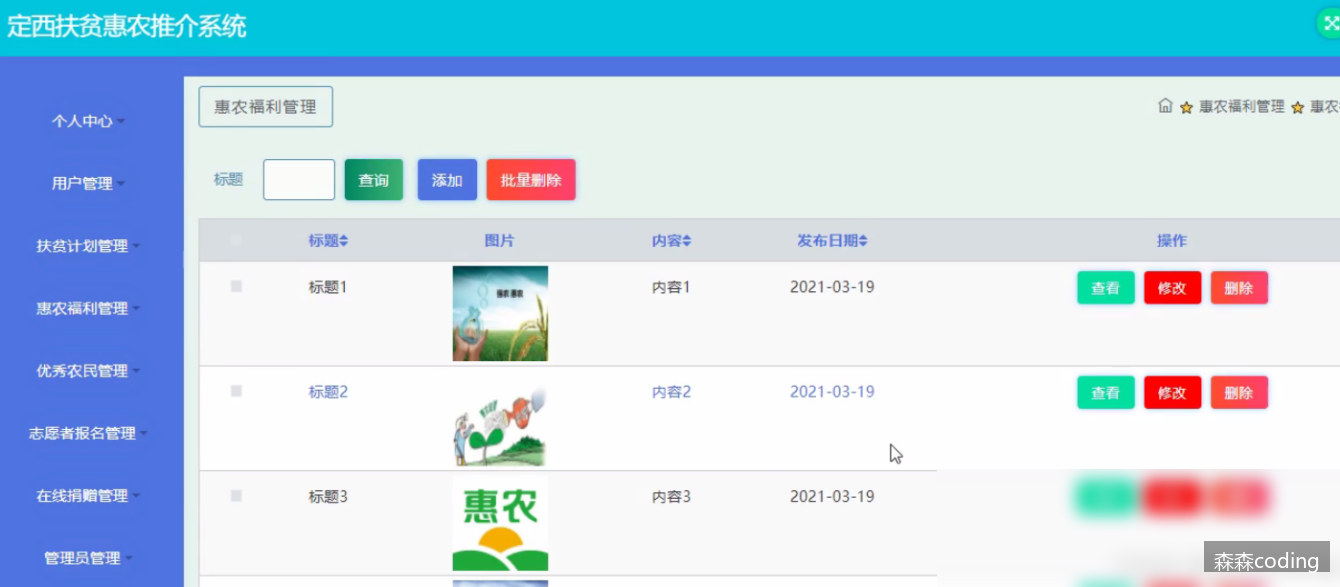 定西扶贫惠农推介系统
个人中心
用户管理
扶贫计划管理
惠农福利管理
优秀农民管理
志愿者报名管理
在线捐赠管理
管理员管理
惠农福利管理
惠农福利管理 惠农
标题 查询 添加 批量删除
标题 图片 内容 发布日期 操作
标题1 内容1 2021-03-19 查看 修改 删除
标题2 内容2 2021-03-19 查看 修改 删除
标题3 惠农 内容3 2021-03-19
森森coding